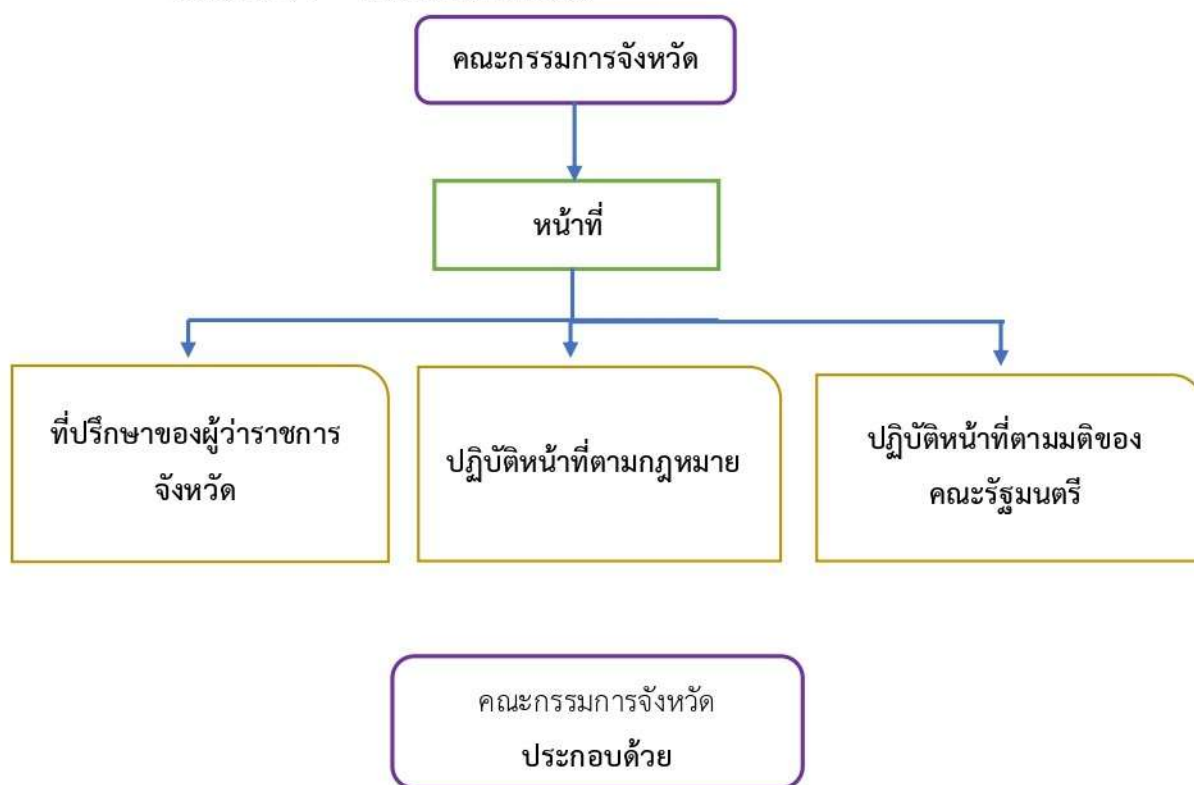 คณะกรรมการจังหวัด
หน้าที่
ที่ปรึกษาของผู้ว่าราชการ
จังหวัด
ปฏิบัติหน้าที่ตามกฎหมาย
ปฏิบัติหน้าที่ตามมติของ
คณะรัฐมนตรี
คณะกรรมการจังหวัด
ประกอบด้วย